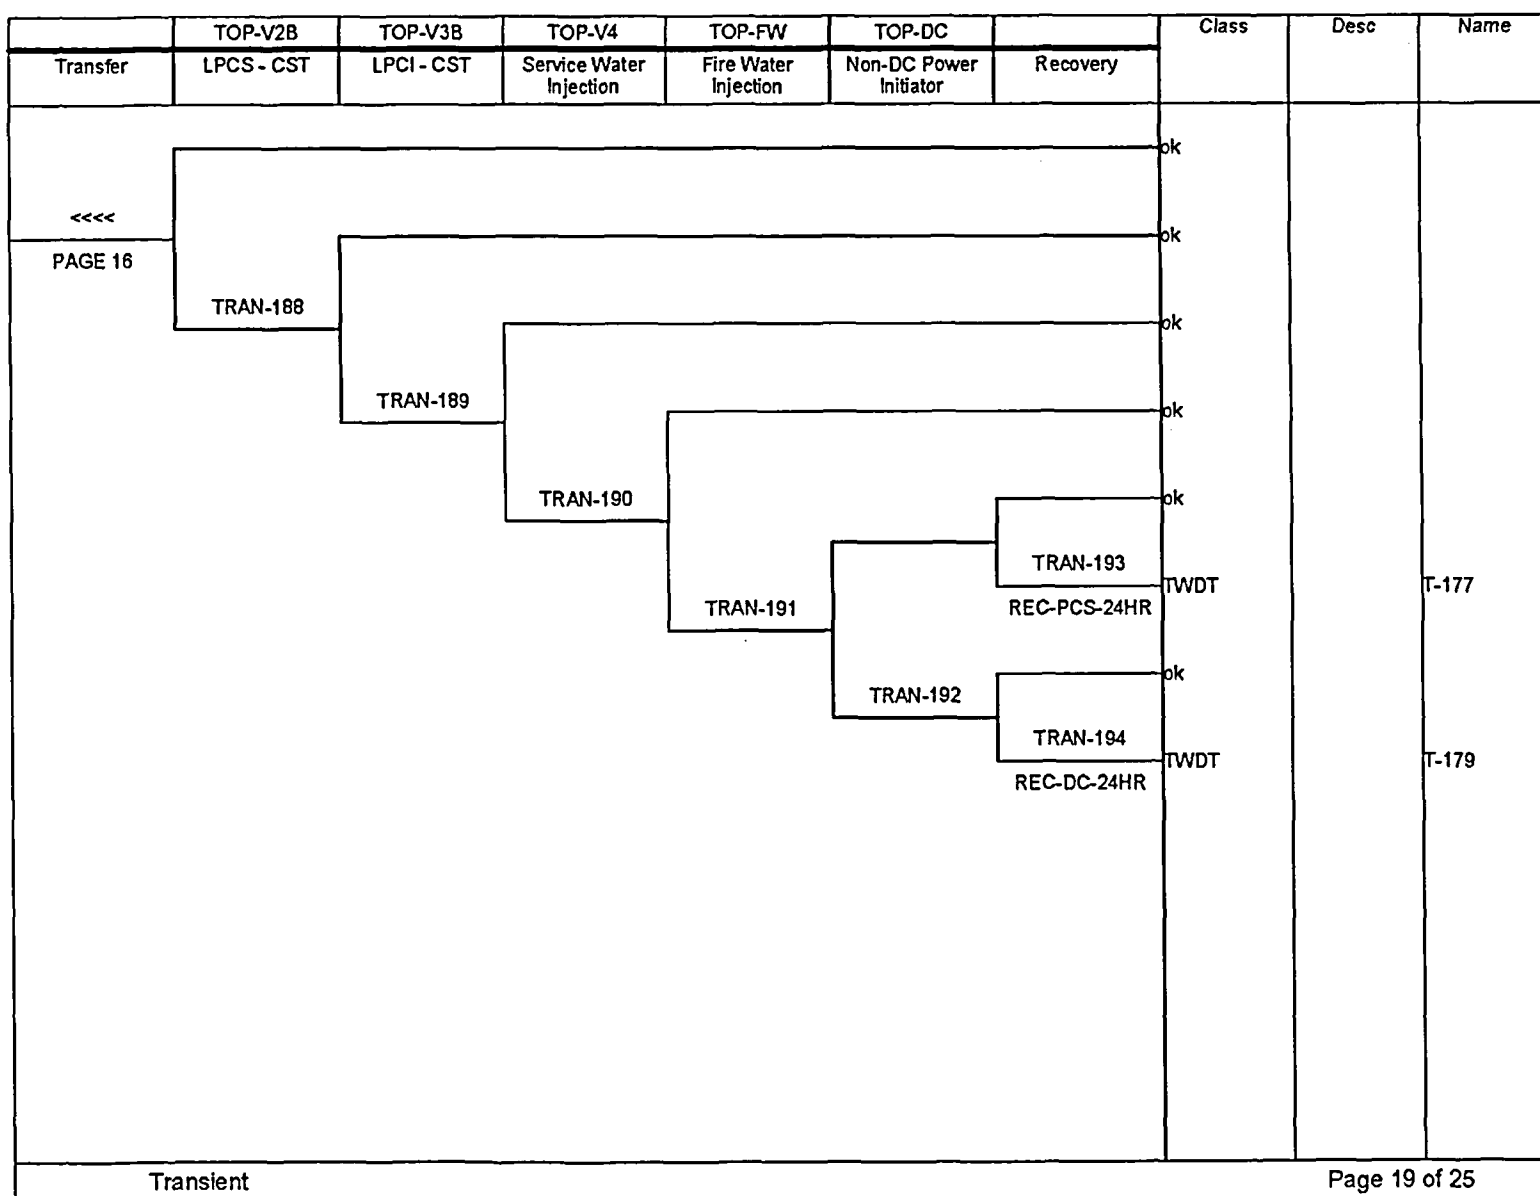 TOP-V2B TOP-V3B TOP-V4 TOP-FW TOP-DC Class Desc Name
Transfer LPCS - CST LPCI - CST Service Water Fire Water Non-DC Power Recovery
Injection Injection Initiator
ok
<<<<
ok
PAGE 16
TRAN-188
ok
TRAN-189
ok
TRAN-190
ok
TRAN-193
TWDT T-177
TRAN-191 REC-PCS-24HR
ok
TRAN-192
TRAN-194
TWDT T-179
REC-DC-24HR
Transient Page 19 of 25